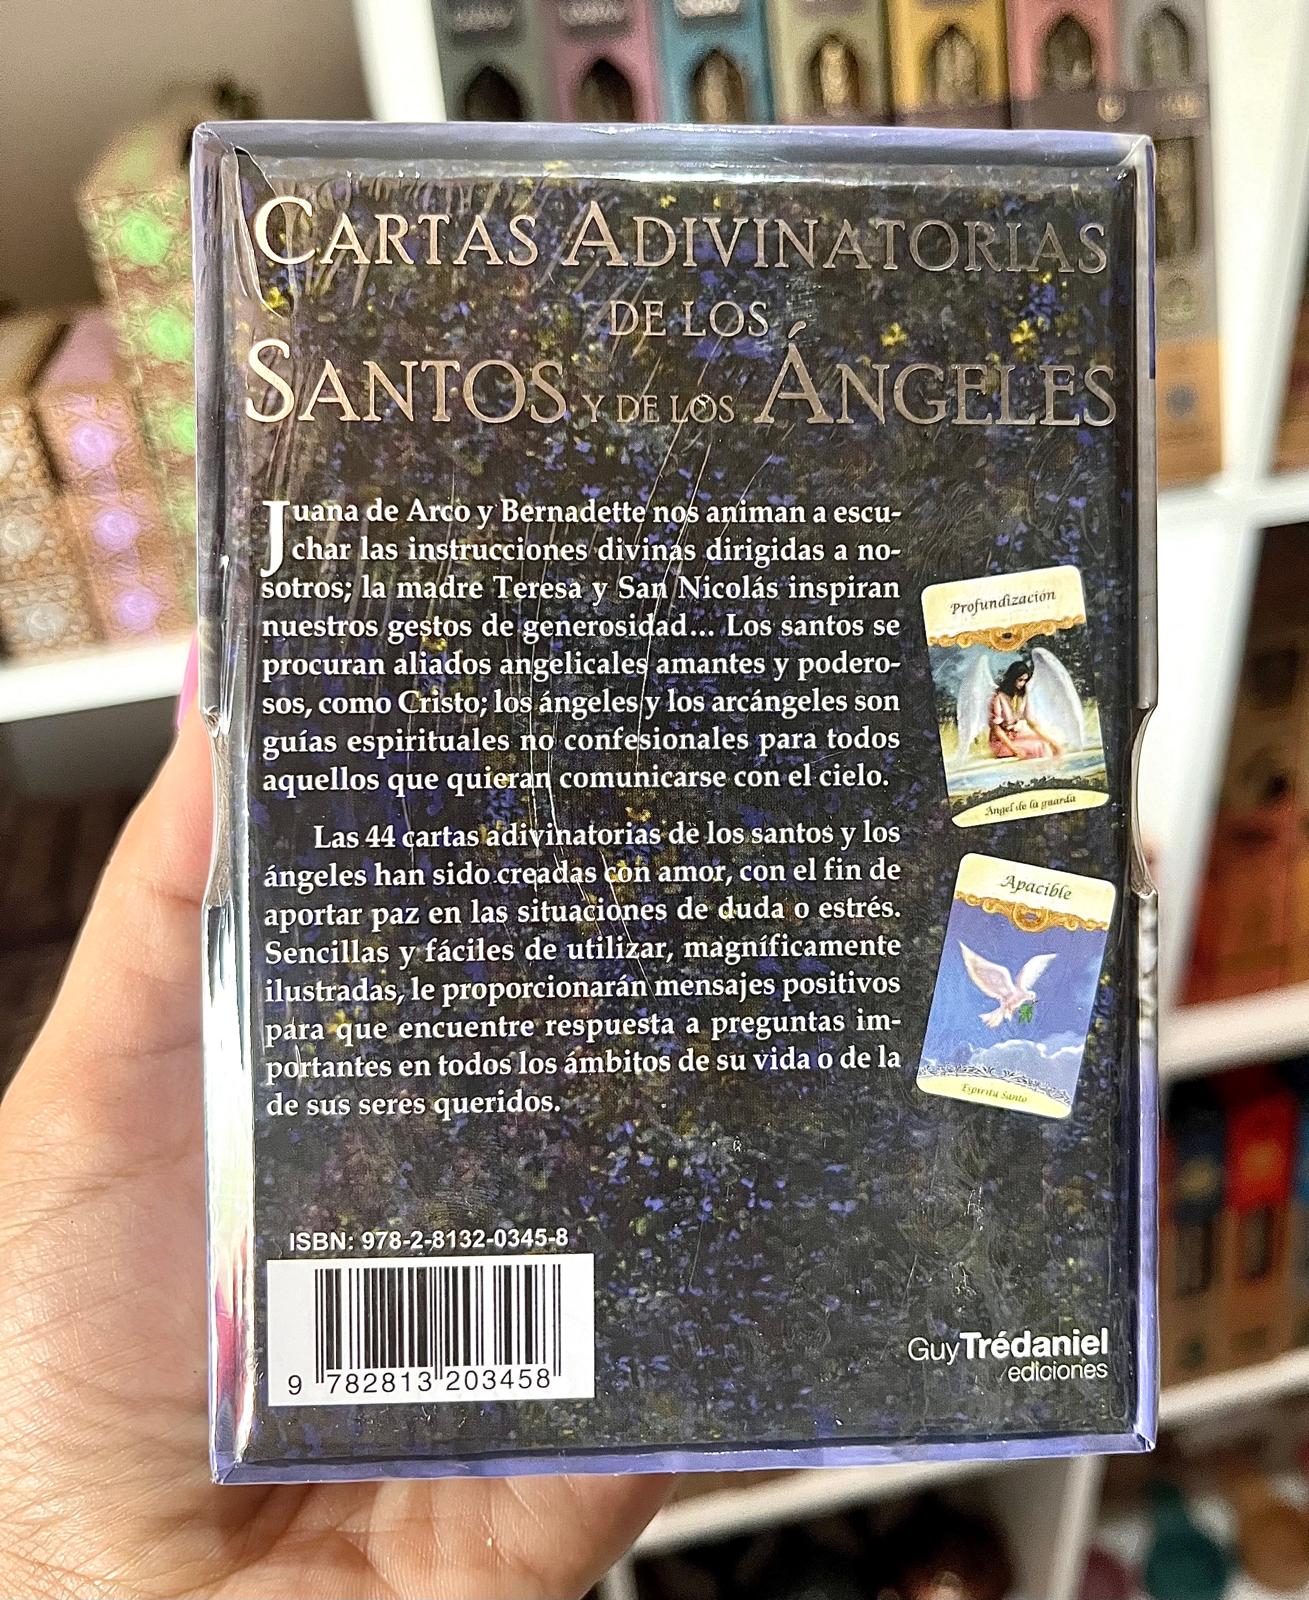 CARTAS ADIVINATORIAS
DE LOS
SANTOS Y DE LOS ÁNGELES
Juana de Arco y Bernadette nos animan a escu-
char las instrucciones divinas dirigidas a no-
sotros; la madre Teresa y San Nicolás inspiran
nuestros gestos de generosidad... Los santos se
procuran aliados angelicales amantes y podero-
sos, como Cristo; los ángeles y los arcángeles son
guías espirituales no confesionales para todos
aquellos que quieran comunicarse con el cielo.
Las 44 cartas adivinatorias de los santos y los
ángeles han sido creadas con amor, con el fin de
aportar paz en las situaciones de duda o estrés.
Sencillas y fáciles de utilizar, magníficamente
ilustradas, le proporcionarán mensajes positivos
para que encuentre respuesta a preguntas im-
portantes en todos los ámbitos de su vida o de la
de sus seres queridos.
Profundización
Ángel de la guarda
Apacible
Espíritu Santo
ISBN: 978-2-8132-0345-8
9 782813 203458
Guy Trédaniel
ediciones